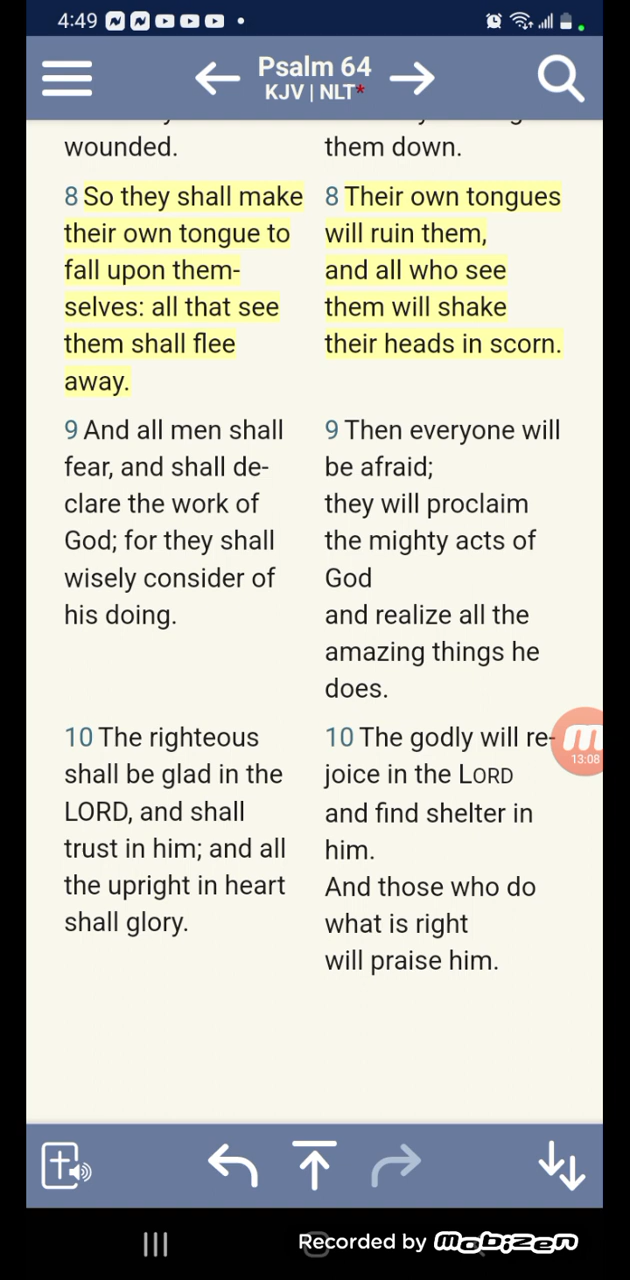 4:49
Psalm 64
KJV | NLT*
wounded.
8 So they shall make
their own tongue to
fall upon them-
selves: all that see
them shall flee
away.
9 And all men shall
fear, and shall de-
clare the work of
God; for they shall
wisely consider of
his doing.
10 The righteous
shall be glad in the
LORD, and shall
trust in him; and all
the upright in heart
shall glory.
them down.
8 Their own tongues
will ruin them,
and all who see
them will shake
their heads in scorn.
9 Then everyone will
be afraid;
they will proclaim
the mighty acts of
God
and realize all the
amazing things he
does.
10 The godly will re-
joice in the LORD
and find shelter in
him.
And those who do
what is right
will praise him.
13:08
Recorded by Mobizen